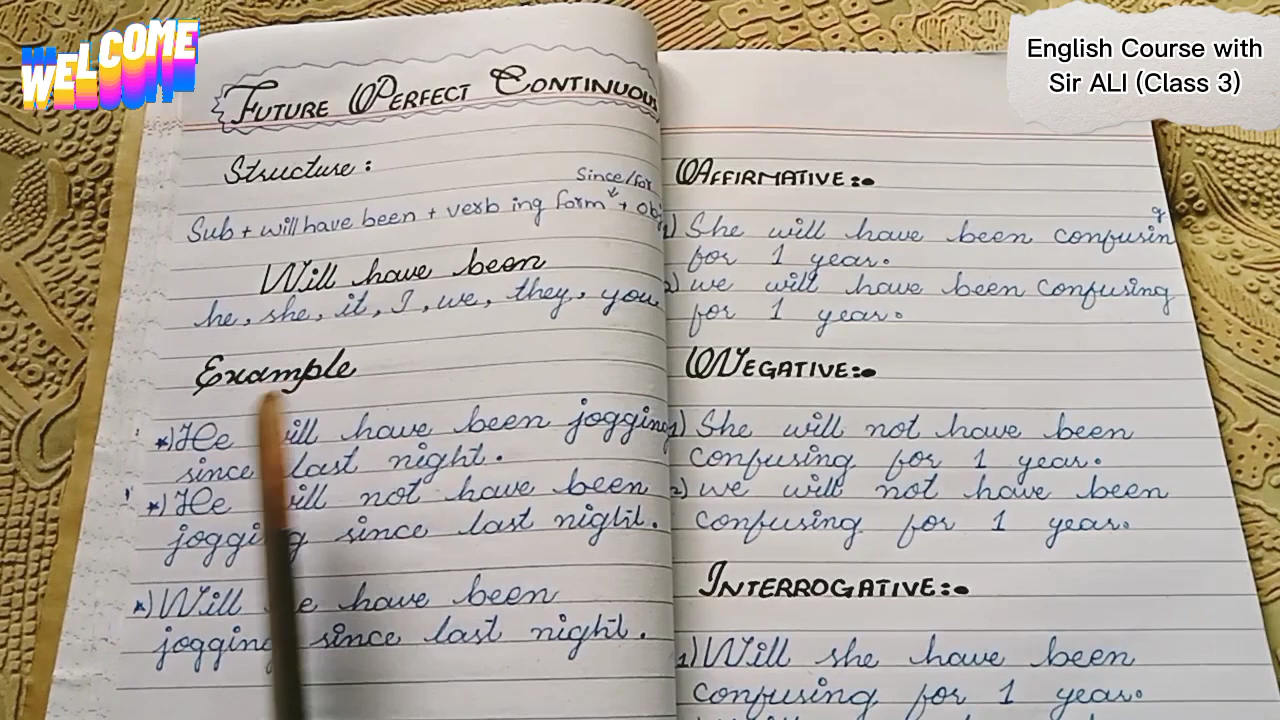 WELCOME
English Course with
Sir ALI (Class 3)
FUTURE PERFECT CONTINUOUS
Structure:
Since/for
Sub + will have been + verb ing form + Obj
Will have been
he, she, it, I, we, they, you
Example
*) He will have been jogging
since last night.
*) He will not have been
jogging since last night.
*) Will he have been
jogging since last night.
AFFIRMATIVE:
1) She will have been confusing
for 1 year.
2) we will have been confusing
for 1 year.
NEGATIVE:
1) She will not have been
confusing for 1 year.
2) we will not have been
confusing for 1 year.
INTERROGATIVE:
1) Will she have been
confusing for 1 year.